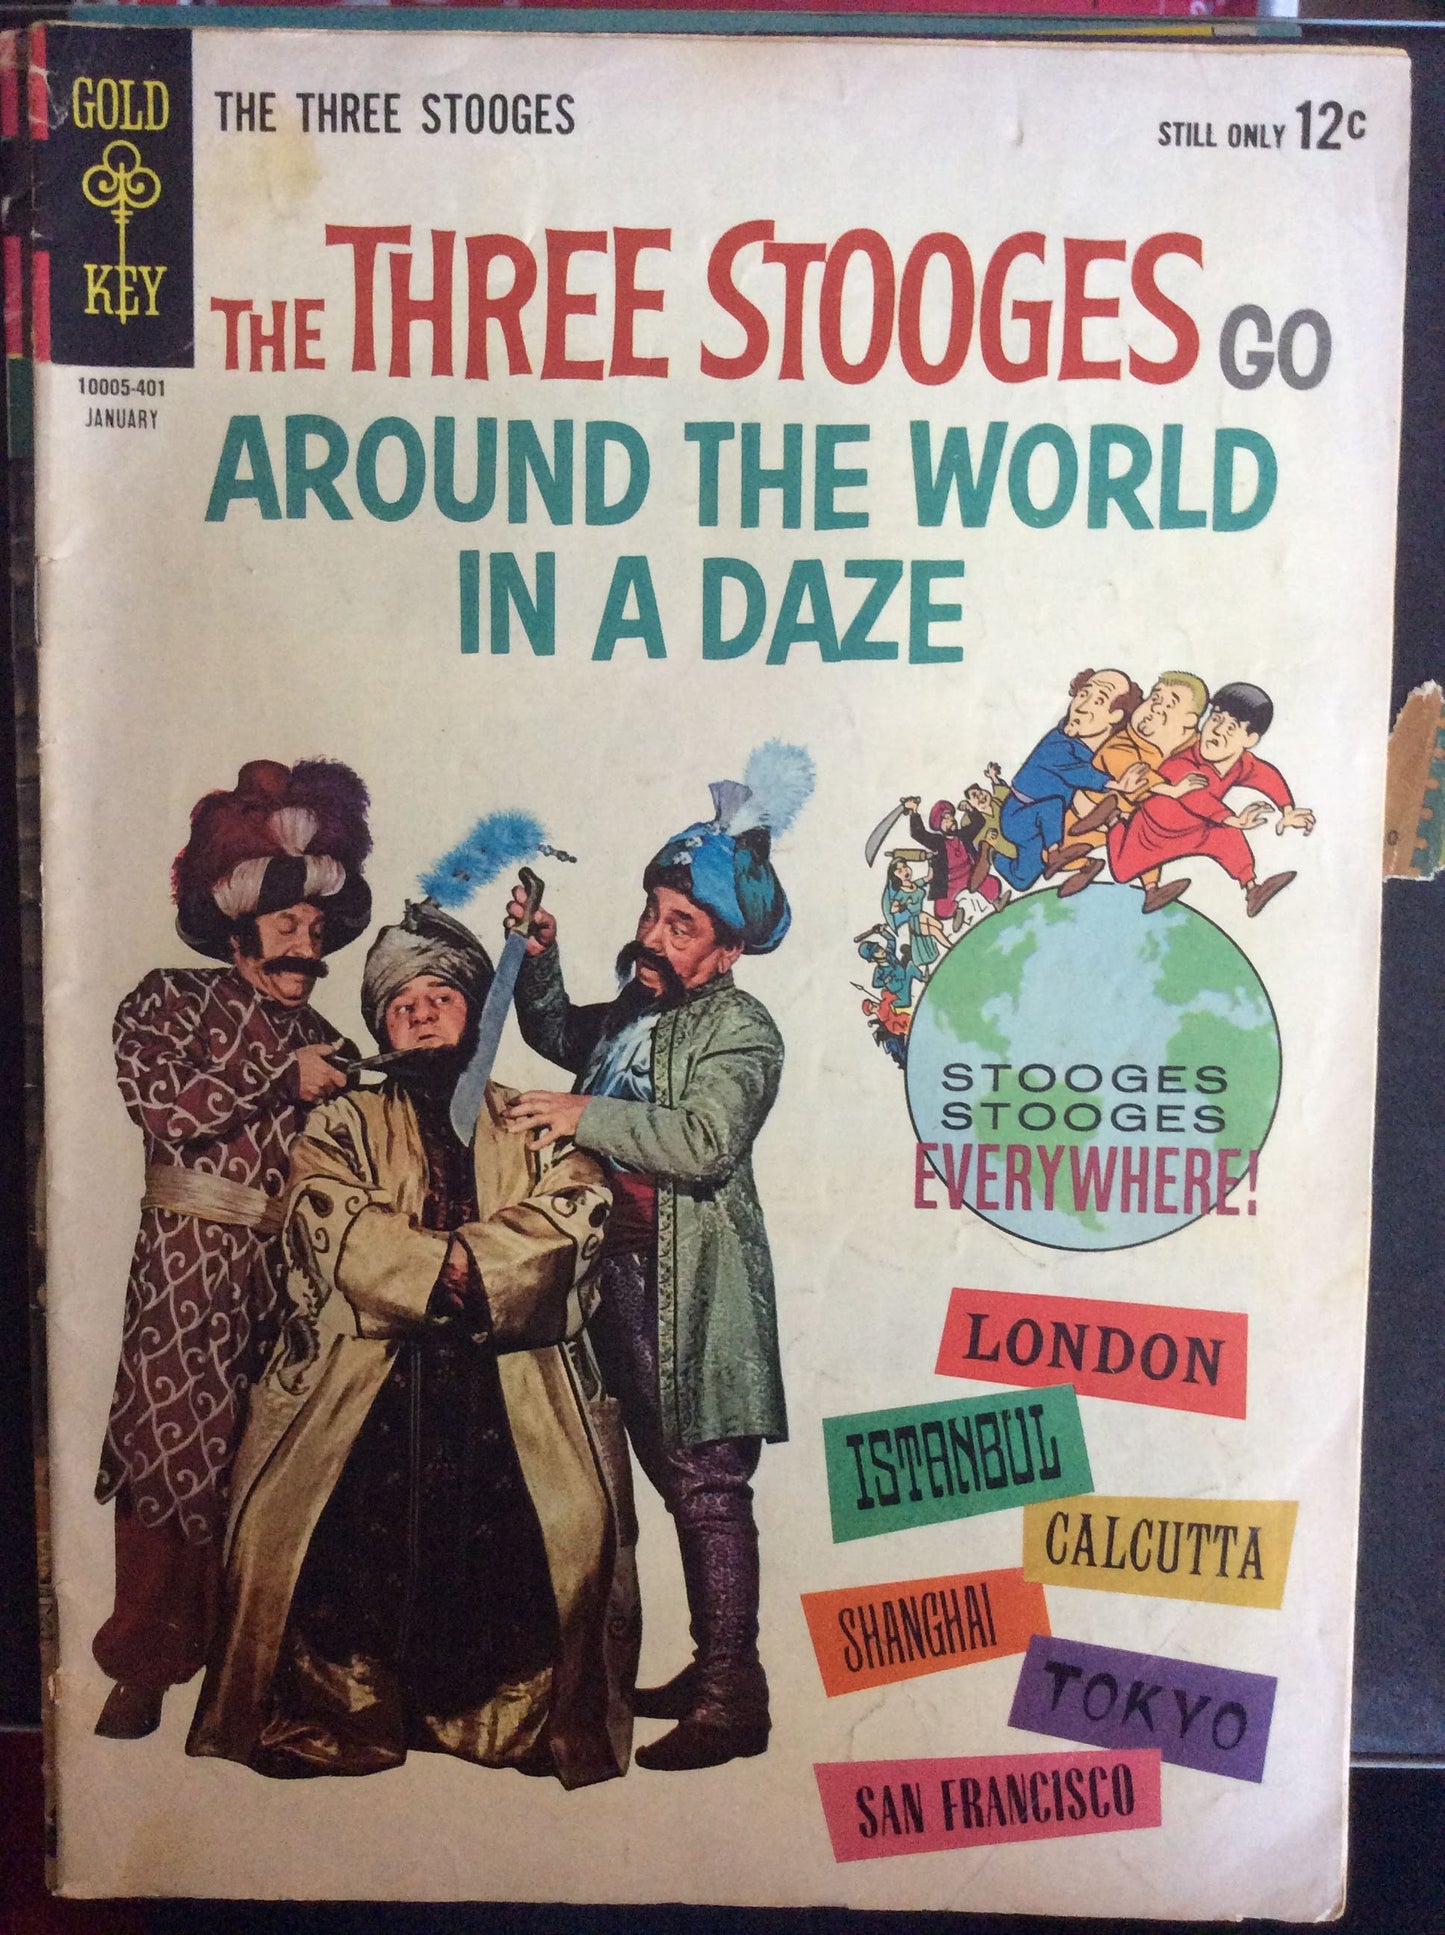 GOLD
KEY
THE THREE STOOGES
STILL ONLY 12c
10005-401
JANUARY
THE THREE STOOGES GO
AROUND THE WORLD
IN A DAZE
STOOGES
STOOGES
EVERYWHERE!
LONDON
ISTANBUL
CALCUTTA
SHANGHAI
TOKYO
SAN FRANCISCO